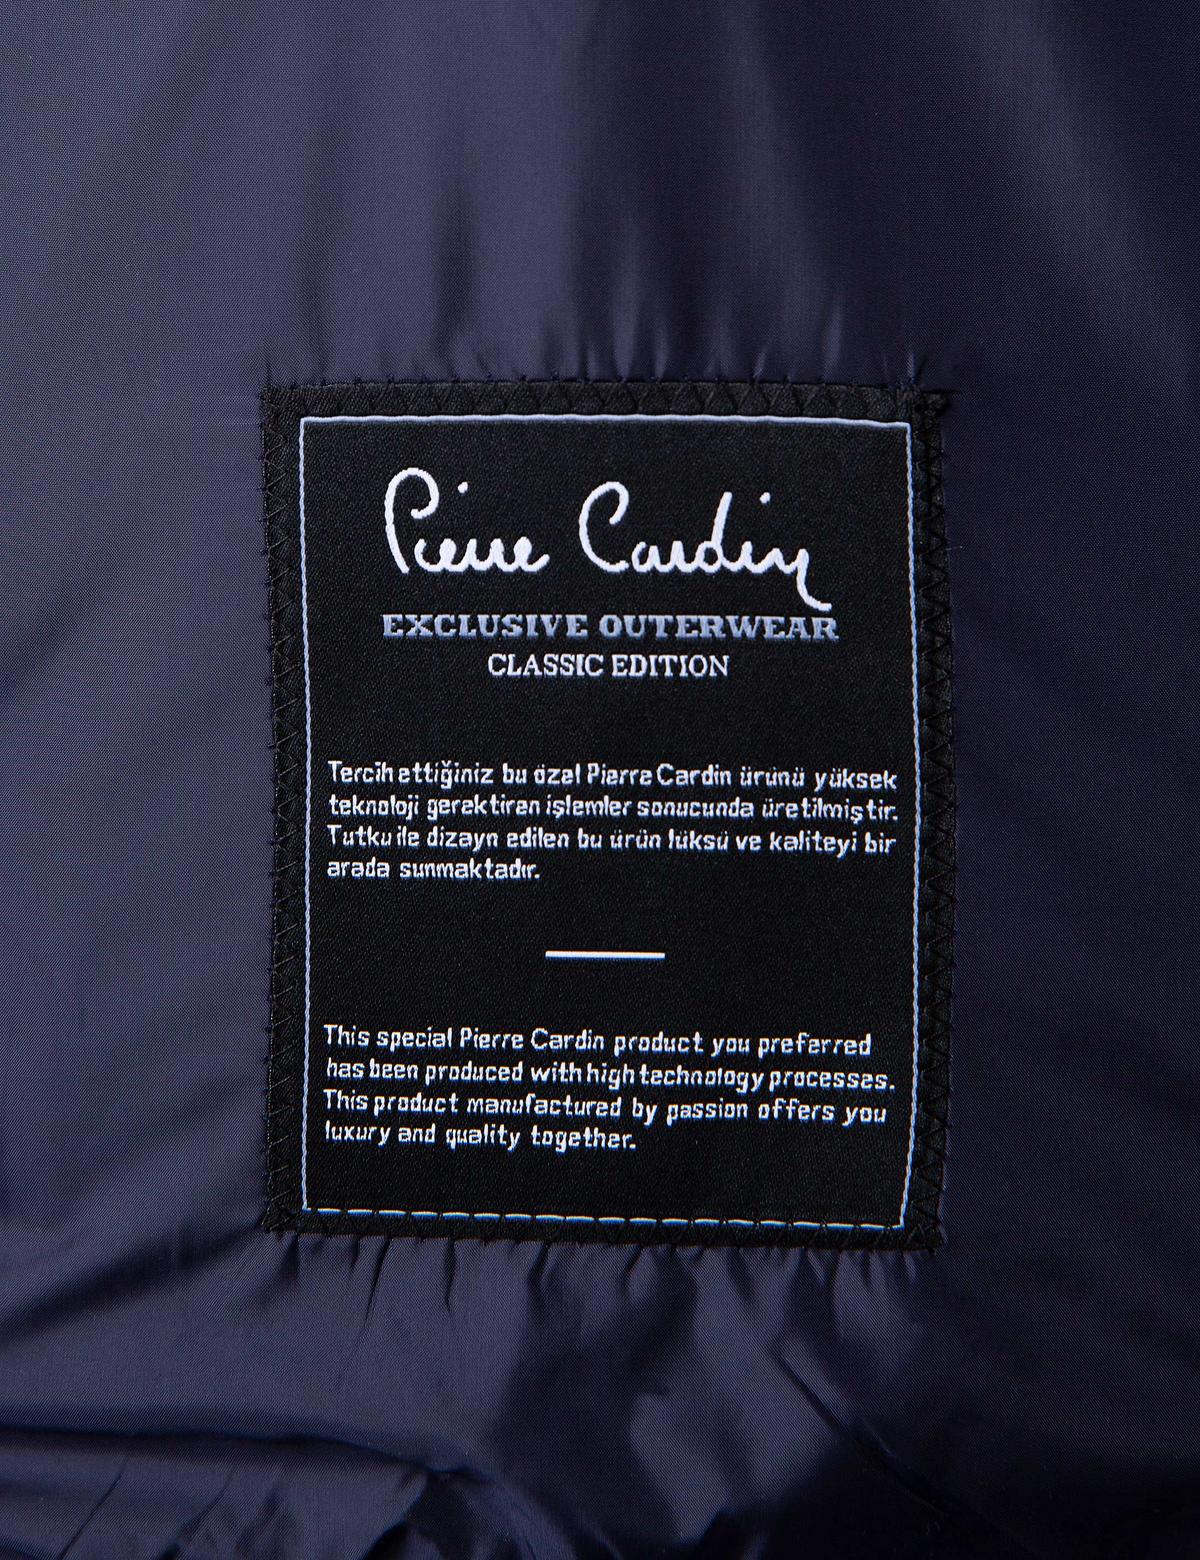 Pierre Cardin
EXCLUSIVE OUTERWEAR
CLASSIC EDITION
Tercih ettiğiniz bu özel Pierre Cardin ürünü yüksek
teknoloji gerektiren işlemler sonucunda üretilmiştir.
Tutku ile dizayn edilen bu ürün lüksü ve kaliteyi bir
arada sunmaktadır.
This special Pierre Cardin product you preferred
has been produced with high technology processes.
This product manufactured by passion offers you
luxury and quality together.